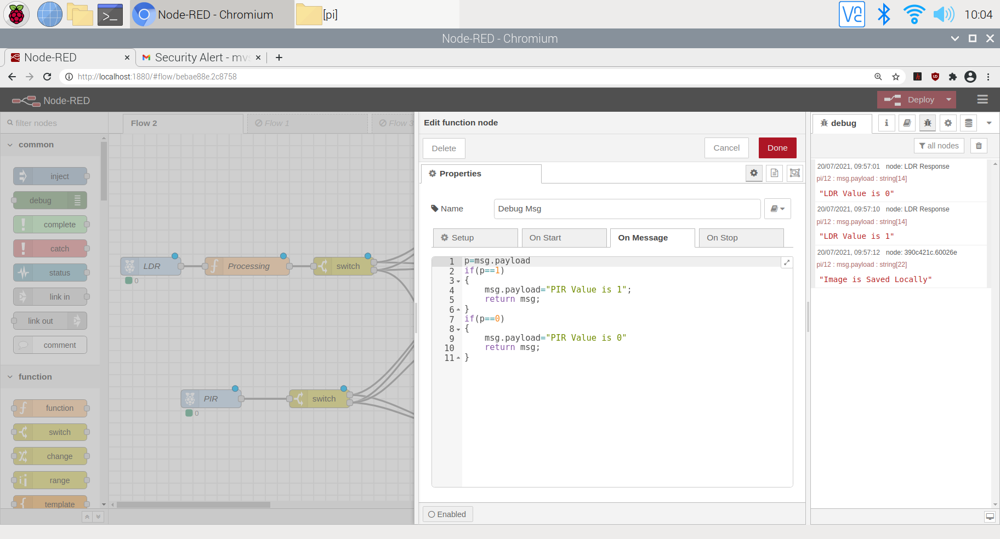 Node-RED - Chromium
[pi]
10:04
Node-RED - Chromium
Node-RED
Security Alert - mvs
http://localhost:1880/#flow/bebae88e.2c8758
Node-RED
Deploy
filter nodes
Flow 2
Flow 1
Flow 3
common
inject
debug
complete
catch
status
link in
link out
comment
function
function
switch
change
range
template
LDR
0
Processing
switch
PIR
0
switch
Edit function node
Delete
Cancel
Done
Properties
Name
Debug Msg
Setup
On Start
On Message
On Stop
1 p=msg.payload
2 if(p==1)
3 {
4     msg.payload="PIR Value is 1";
5     return msg;
6 }
7 if(p==0)
8 {
9     msg.payload="PIR Value is 0"
10     return msg;
11 }
Enabled
debug
all nodes
20/07/2021, 09:57:01 node: LDR Response
pi/12 : msg.payload : string[14]
"LDR Value is 0"
20/07/2021, 09:57:10 node: LDR Response
pi/12 : msg.payload : string[14]
"LDR Value is 1"
20/07/2021, 09:57:12 node: 390c421c.60026e
pi/12 : msg.payload : string[22]
"Image is Saved Locally"